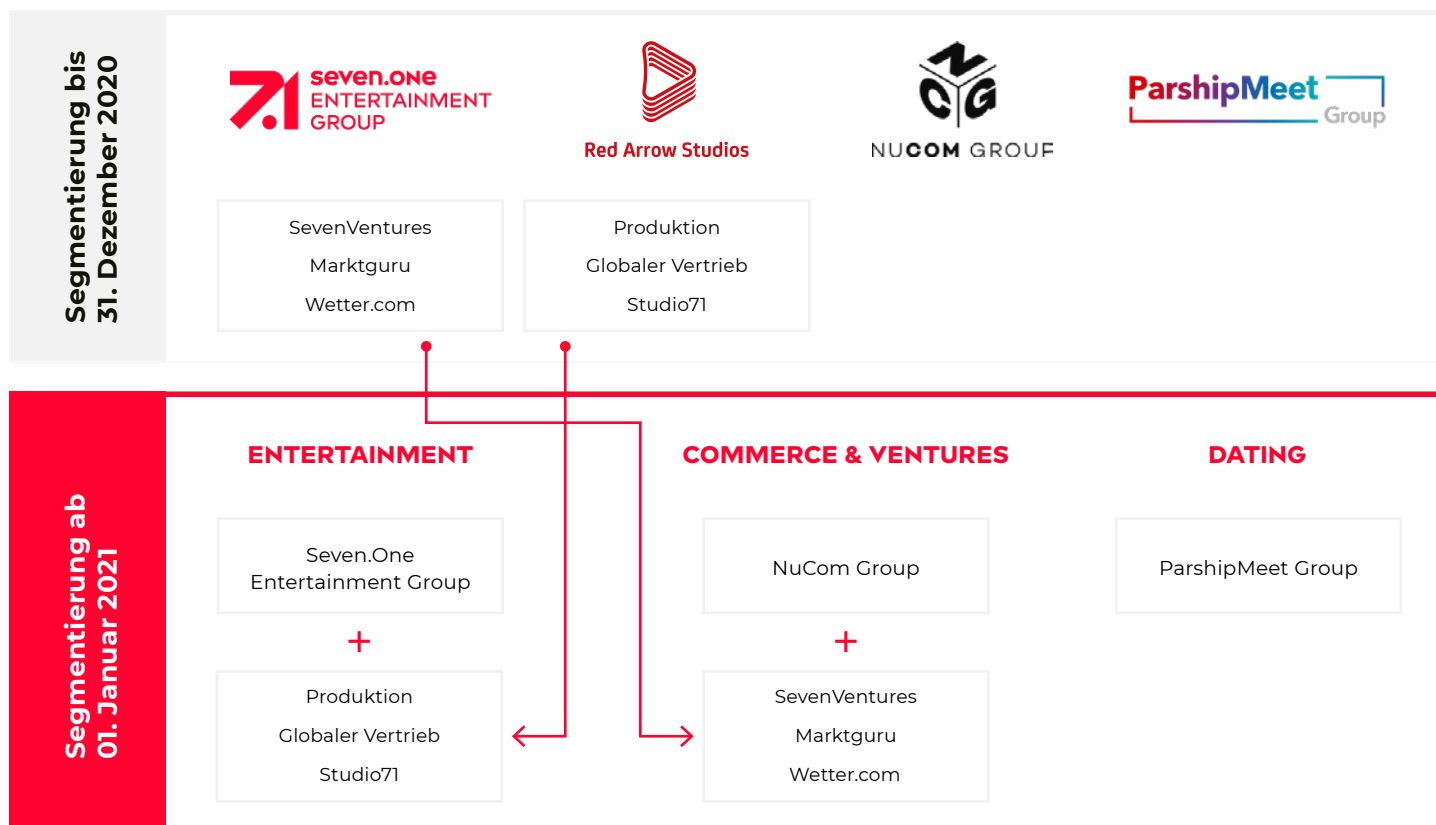 Segmentierung bis
31. Dezember 2020
seven.one
ENTERTAINMENT
GROUP
Red Arrow Studios
NCG
NUCOM GROUP
ParshipMeet
Group
SevenVentures
Marktguru
Wetter.com
Produktion
Globaler Vertrieb
Studio71
Segmentierung ab
01. Januar 2021
ENTERTAINMENT
Seven.One
Entertainment Group
+
Produktion
Globaler Vertrieb
Studio71
COMMERCE & VENTURES
NuCom Group
+
SevenVentures
Marktguru
Wetter.com
DATING
ParshipMeet Group